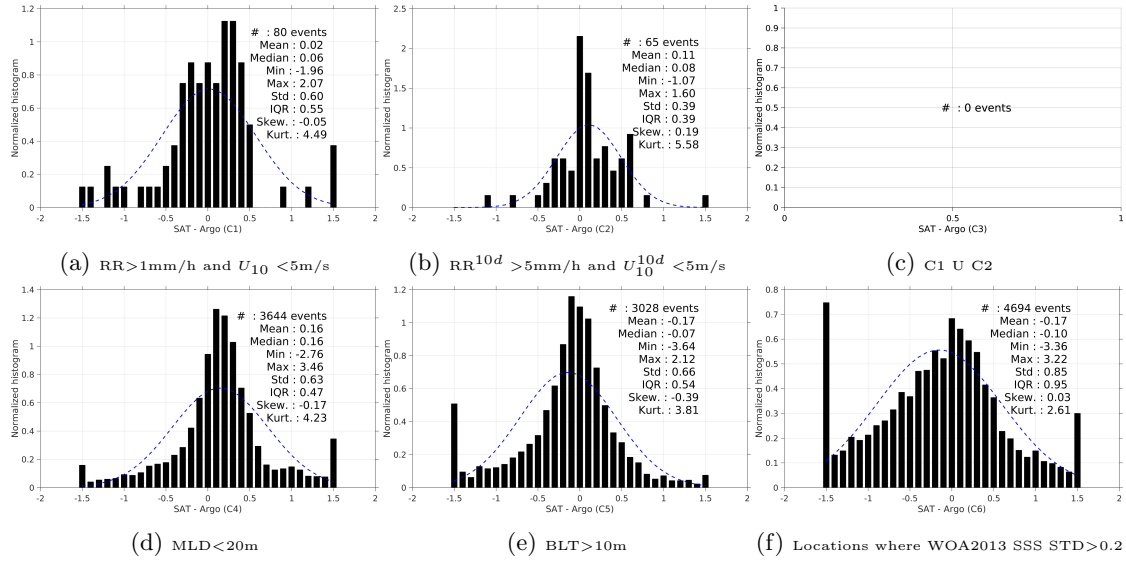 1.2
1
0.8
0.6
0.4
0.2
0
-2 -1.5 -1 -0.5 0 0.5 1 1.5 2
Normalized histogram
SAT - Argo (C1)
# : 80 events
Mean : 0.02
Median : 0.06
Min : -1.96
Max : 2.07
Std : 0.60
IQR : 0.55
Skew. : -0.05
Kurt. : 4.49
(a) RR>1mm/h and U10 <5m/s
2.5
2
1.5
1
0.5
0
-2 -1.5 -1 -0.5 0 0.5 1 1.5 2
Normalized histogram
SAT - Argo (C2)
# : 65 events
Mean : 0.11
Median : 0.08
Min : -1.07
Max : 1.60
Std : 0.39
IQR : 0.39
Skew. : 0.19
Kurt. : 5.58
(b) RR^10d >5mm/h and U10^10d <5m/s
1
0.9
0.8
0.7
0.6
0.5
0.4
0.3
0.2
0.1
0
0 0.5 1
Normalized histogram
SAT - Argo (C3)
# : 0 events
(c) C1 U C2
1.4
1.2
1
0.8
0.6
0.4
0.2
0
-2 -1.5 -1 -0.5 0 0.5 1 1.5 2
Normalized histogram
SAT - Argo (C4)
# : 3644 events
Mean : 0.16
Median : 0.16
Min : -2.76
Max : 3.46
Std : 0.63
IQR : 0.47
Skew. : -0.17
Kurt. : 4.23
(d) MLD<20m
1.2
1
0.8
0.6
0.4
0.2
0
-2 -1.5 -1 -0.5 0 0.5 1 1.5 2
Normalized histogram
SAT - Argo (C5)
# : 3028 events
Mean : -0.17
Median : -0.07
Min : -3.64
Max : 2.12
Std : 0.66
IQR : 0.54
Skew. : -0.39
Kurt. : 3.81
(e) BLT>10m
0.8
0.7
0.6
0.5
0.4
0.3
0.2
0.1
0
-2 -1.5 -1 -0.5 0 0.5 1 1.5 2
Normalized histogram
SAT - Argo (C6)
# : 4694 events
Mean : -0.17
Median : -0.10
Min : -3.36
Max : 3.22
Std : 0.85
IQR : 0.95
Skew. : 0.03
Kurt. : 2.61
(f) Locations where WOA2013 SSS STD>0.2